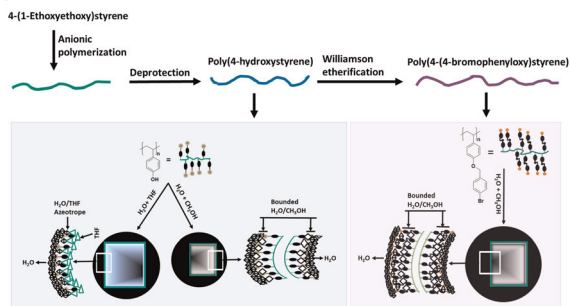 4-(1-Ethoxyethoxy)styrene
Anionic
polymerization
Deprotection
Poly(4-hydroxystyrene)
Williamson
etherification
Poly(4-(4-bromophenyloxy)styrene)
n
OH
=
H₂O/THF
Azeotrope
THF
H₂O
H₂O+ THF
H₂O + CH₃OH
Bounded
H₂O/CH₃OH
H₂O
n
O
Br
=
H₂O + CH₃OH
Bounded
H₂O/CH₃OH
H₂O